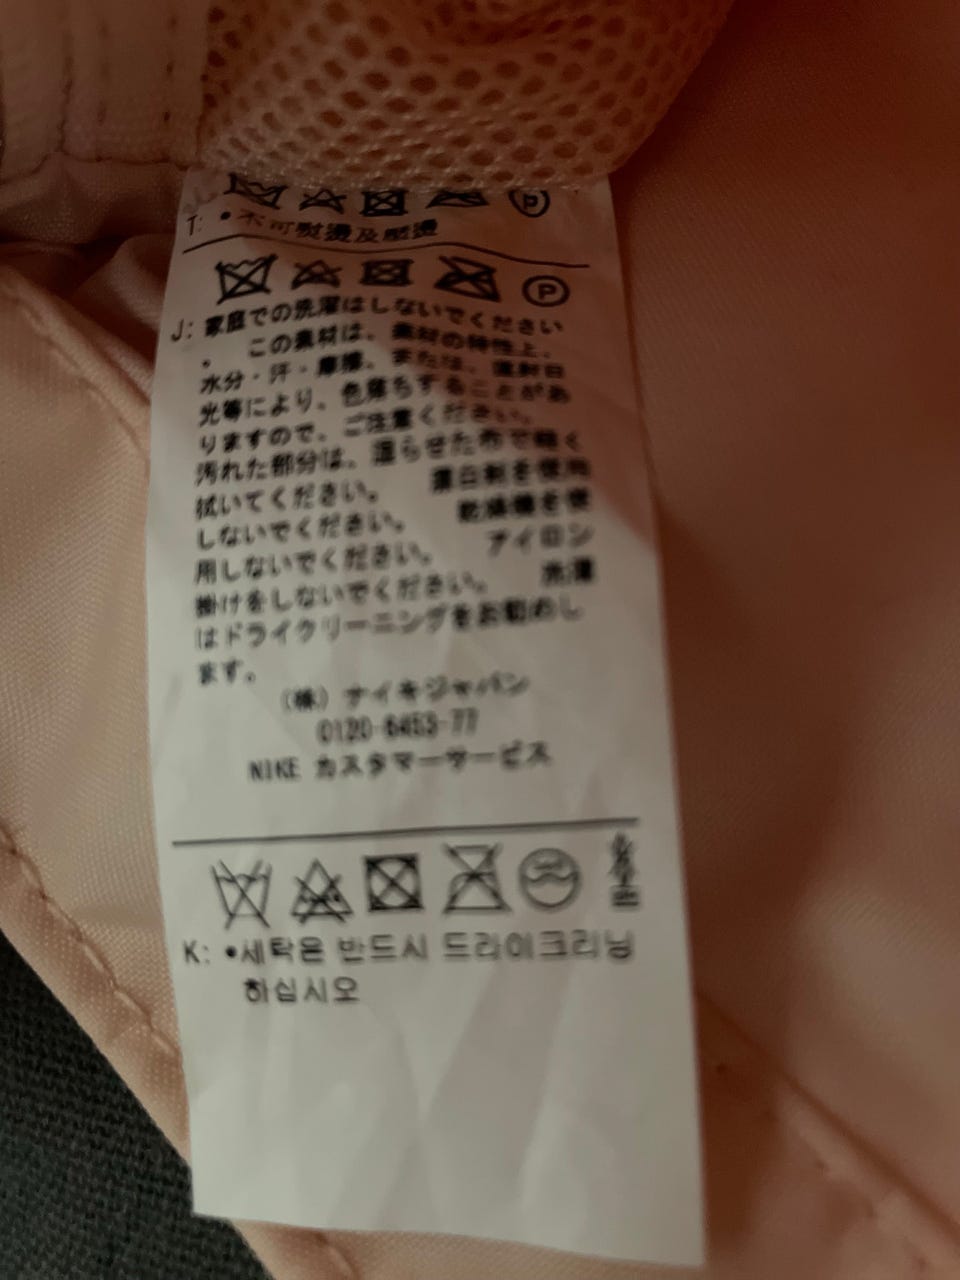 P
T: •不可熨燙及壓燙
P
J: 家庭での洗濯はしないでください
。 この素材は、素材の特性上、
水分・汗・摩擦、または、直射日
光等により、色落ちすることがあ
りますので、ご注意ください。
汚れた部分は、湿らせた布で軽く
拭いてください。 漂白剤を使用
しないでください。 乾燥機を使
用しないでください。 アイロン
掛けをしないでください。 洗濯
はドライクリーニングをお勧めし
ます。
(株) ナイキジャパン
0120-6453-77
NIKE カスタマーサービス
K: •세탁은 반드시 드라이크리닝
하십시오